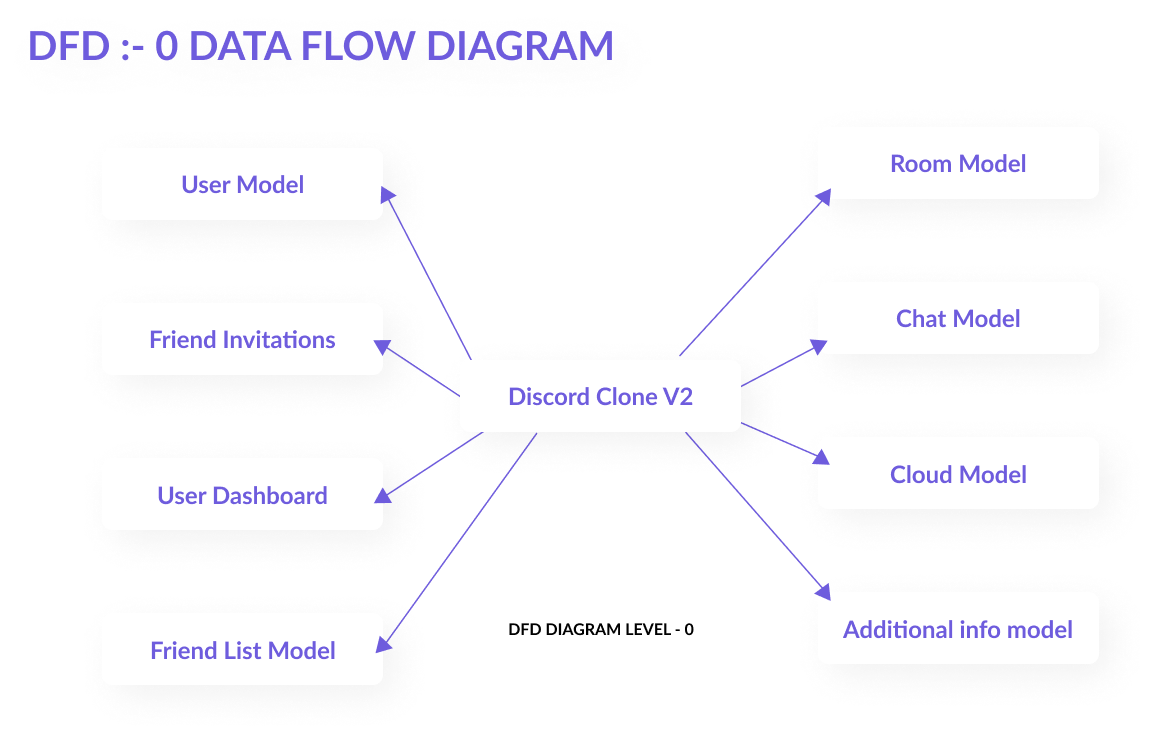 DFD :- 0 DATA FLOW DIAGRAM
User Model
Friend Invitations
User Dashboard
Friend List Model
Discord Clone V2
DFD DIAGRAM LEVEL - 0
Room Model
Chat Model
Cloud Model
Additional info model